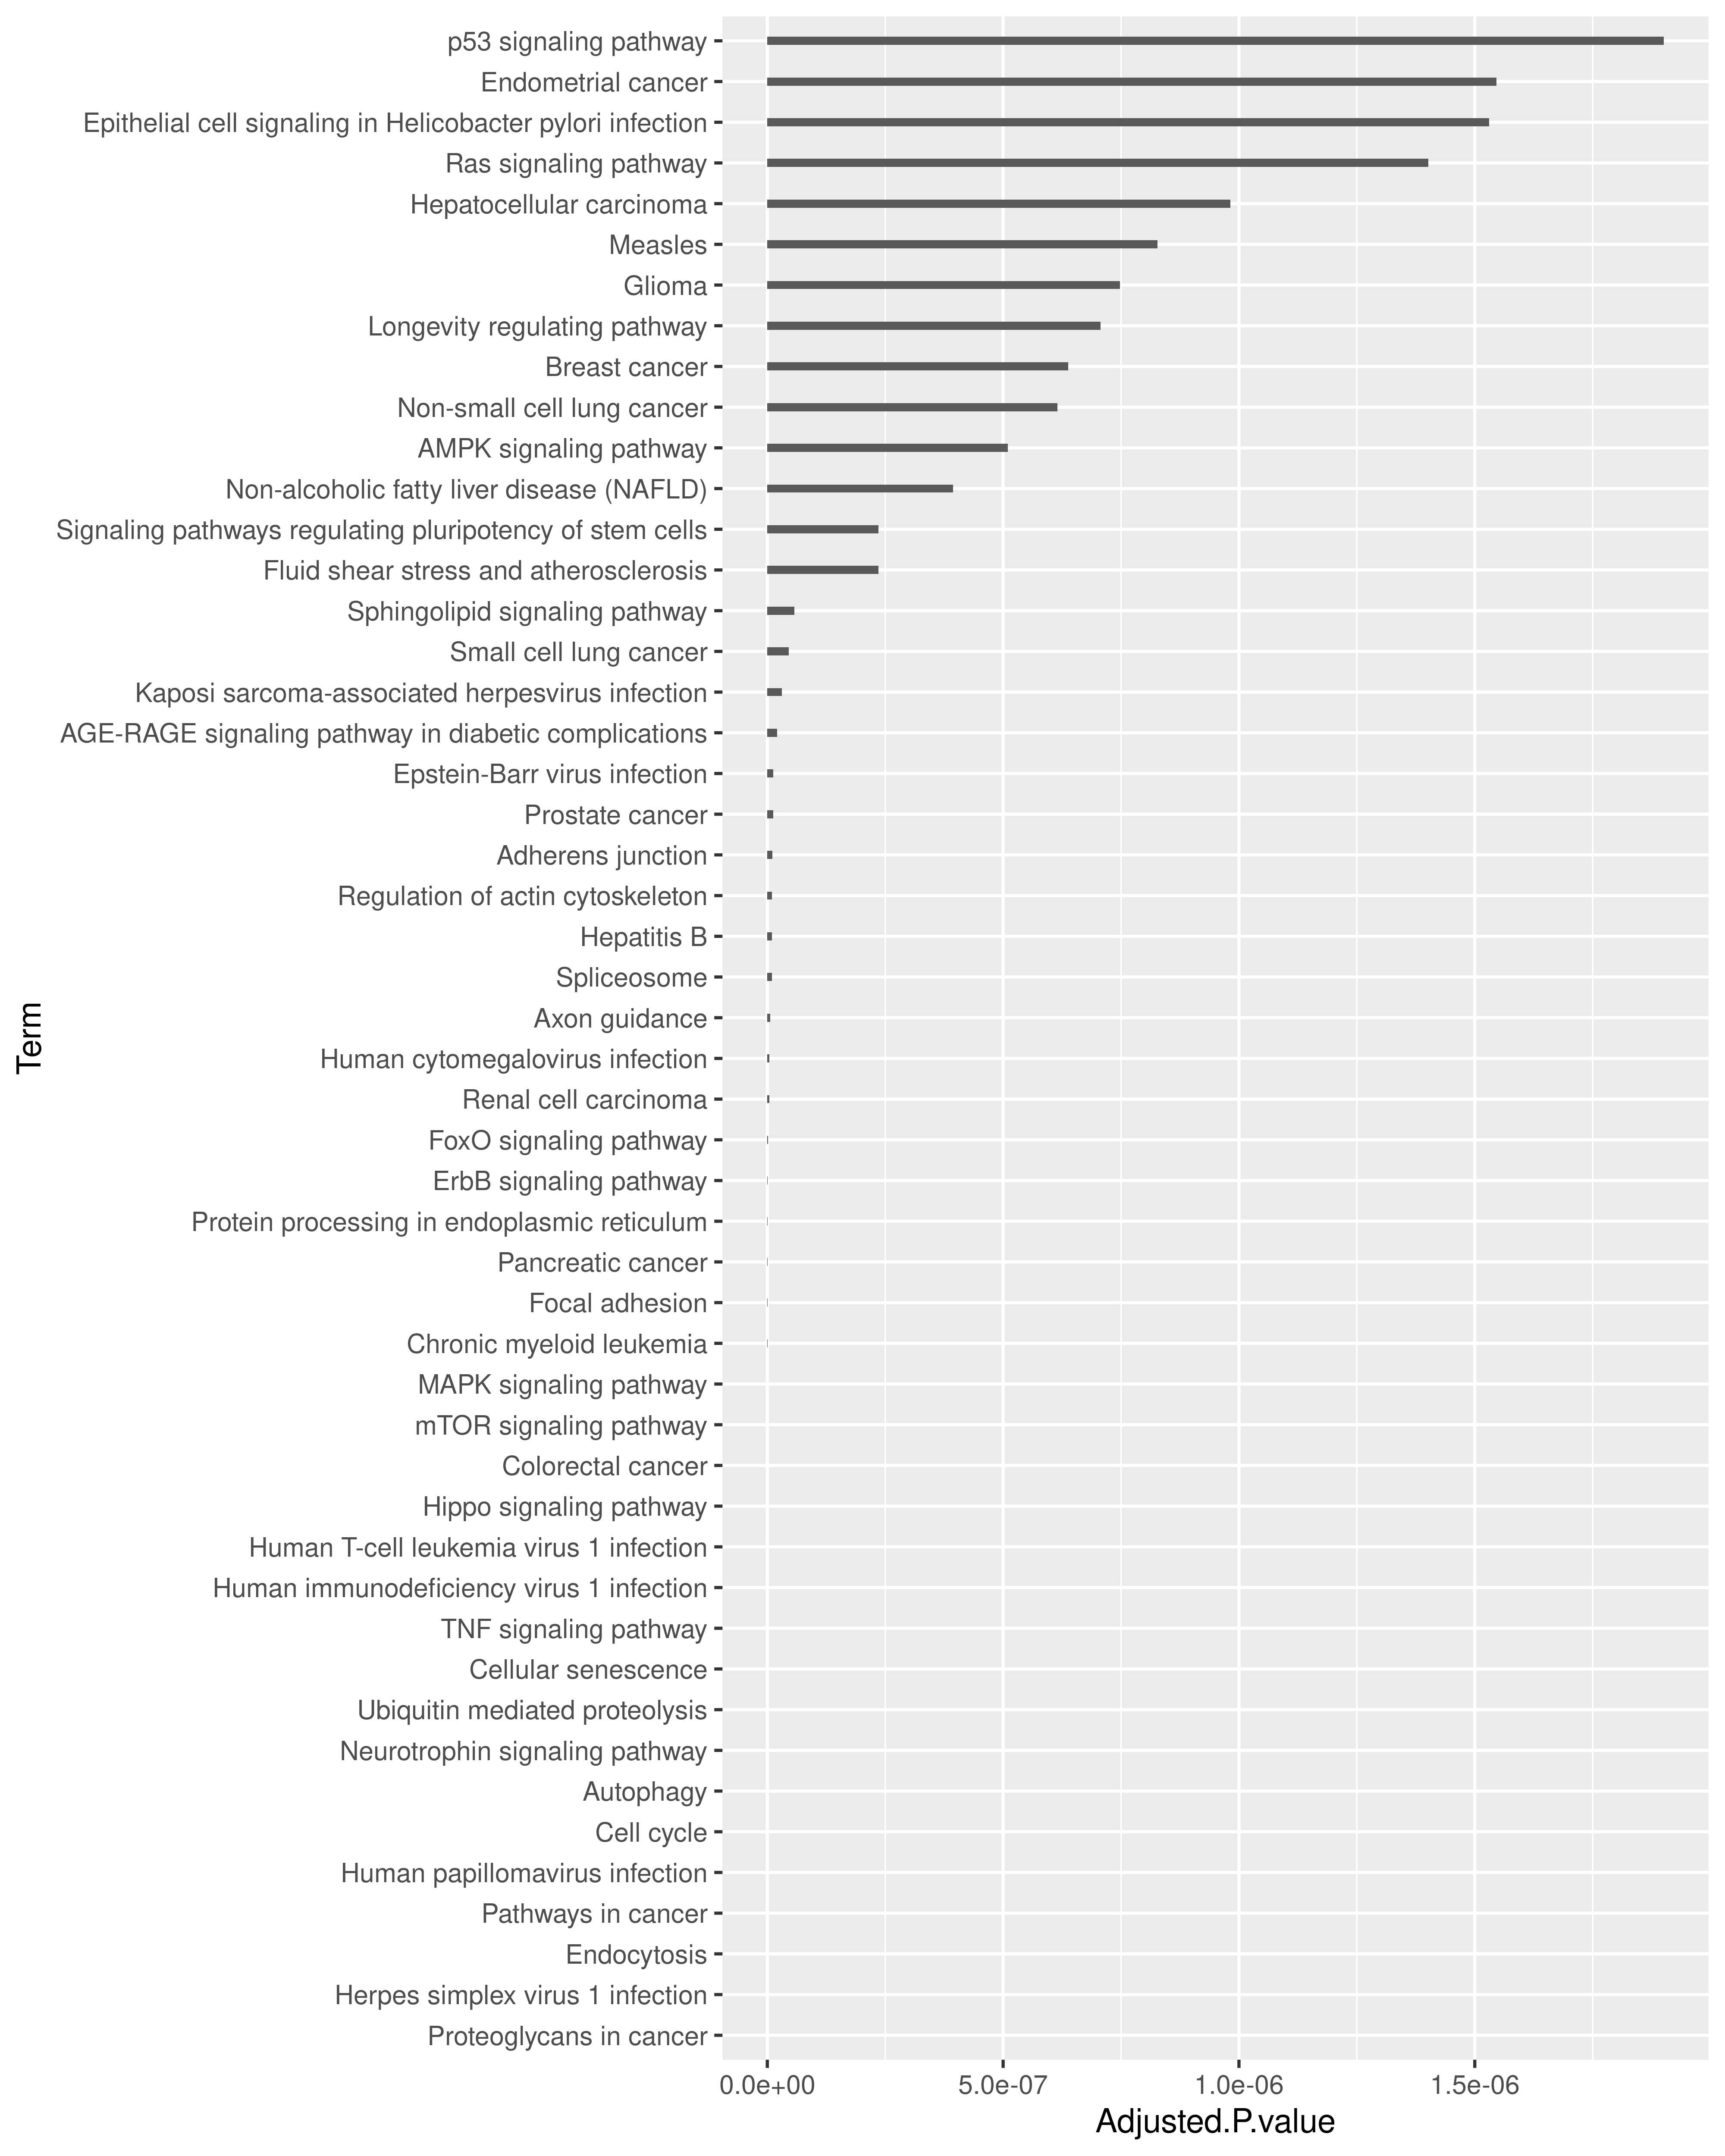 p53 signaling pathway
Endometrial cancer
Epithelial cell signaling in Helicobacter pylori infection
Ras signaling pathway
Hepatocellular carcinoma
Measles
Glioma
Longevity regulating pathway
Breast cancer
Non-small cell lung cancer
AMPK signaling pathway
Non-alcoholic fatty liver disease (NAFLD)
Signaling pathways regulating pluripotency of stem cells
Fluid shear stress and atherosclerosis
Sphingolipid signaling pathway
Small cell lung cancer
Kaposi sarcoma-associated herpesvirus infection
AGE-RAGE signaling pathway in diabetic complications
Epstein-Barr virus infection
Prostate cancer
Adherens junction
Regulation of actin cytoskeleton
Hepatitis B
Spliceosome
Axon guidance
Human cytomegalovirus infection
Renal cell carcinoma
FoxO signaling pathway
ErbB signaling pathway
Protein processing in endoplasmic reticulum
Pancreatic cancer
Focal adhesion
Chronic myeloid leukemia
MAPK signaling pathway
mTOR signaling pathway
Colorectal cancer
Hippo signaling pathway
Human T-cell leukemia virus 1 infection
Human immunodeficiency virus 1 infection
TNF signaling pathway
Cellular senescence
Ubiquitin mediated proteolysis
Neurotrophin signaling pathway
Autophagy
Cell cycle
Human papillomavirus infection
Pathways in cancer
Endocytosis
Herpes simplex virus 1 infection
Proteoglycans in cancer
Term
0.0e+00 5.0e-07 1.0e-06 1.5e-06
Adjusted.P.value